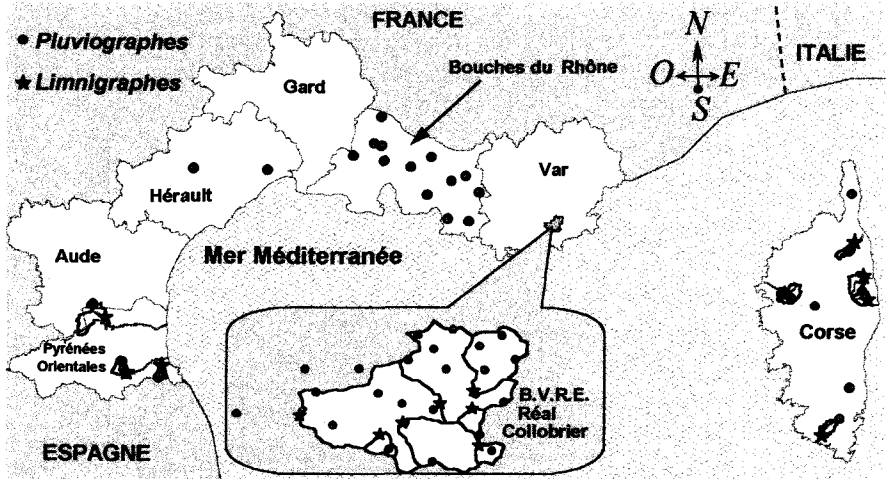 FRANCE
Pluviographes
Limnigraphes
Gard
Bouches du Rhône
N
O E
S
ITALIE
Hérault
Var
Aude
Mer Méditerranée
Pyrénées
Orientales
Corse
B.V.R.E.
Réal
Collobrier
ESPAGNE